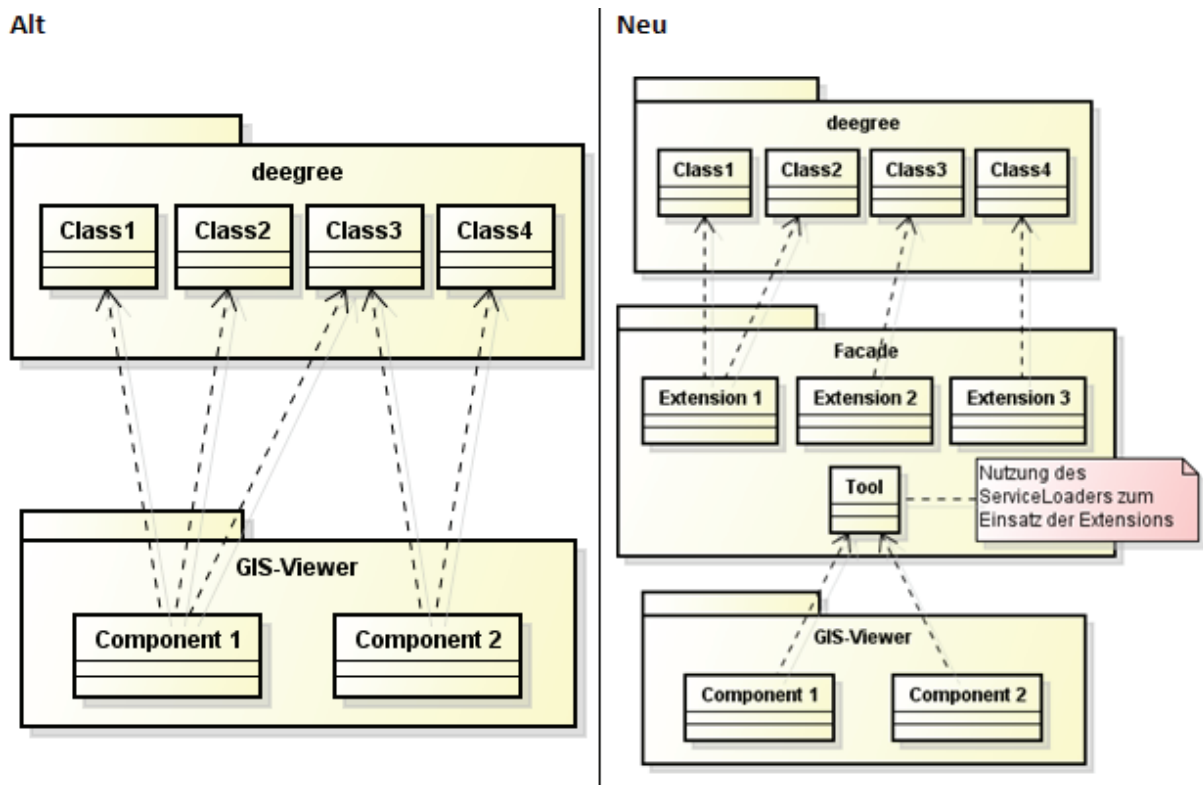 Alt
deegree
Class1
Class2
Class3
Class4
GIS-Viewer
Component 1
Component 2
Neu
deegree
Class1
Class2
Class3
Class4
Facade
Extension 1
Extension 2
Extension 3
Tool
Nutzung des
ServiceLoaders zum
Einsatz der Extensions
GIS-Viewer
Component 1
Component 2